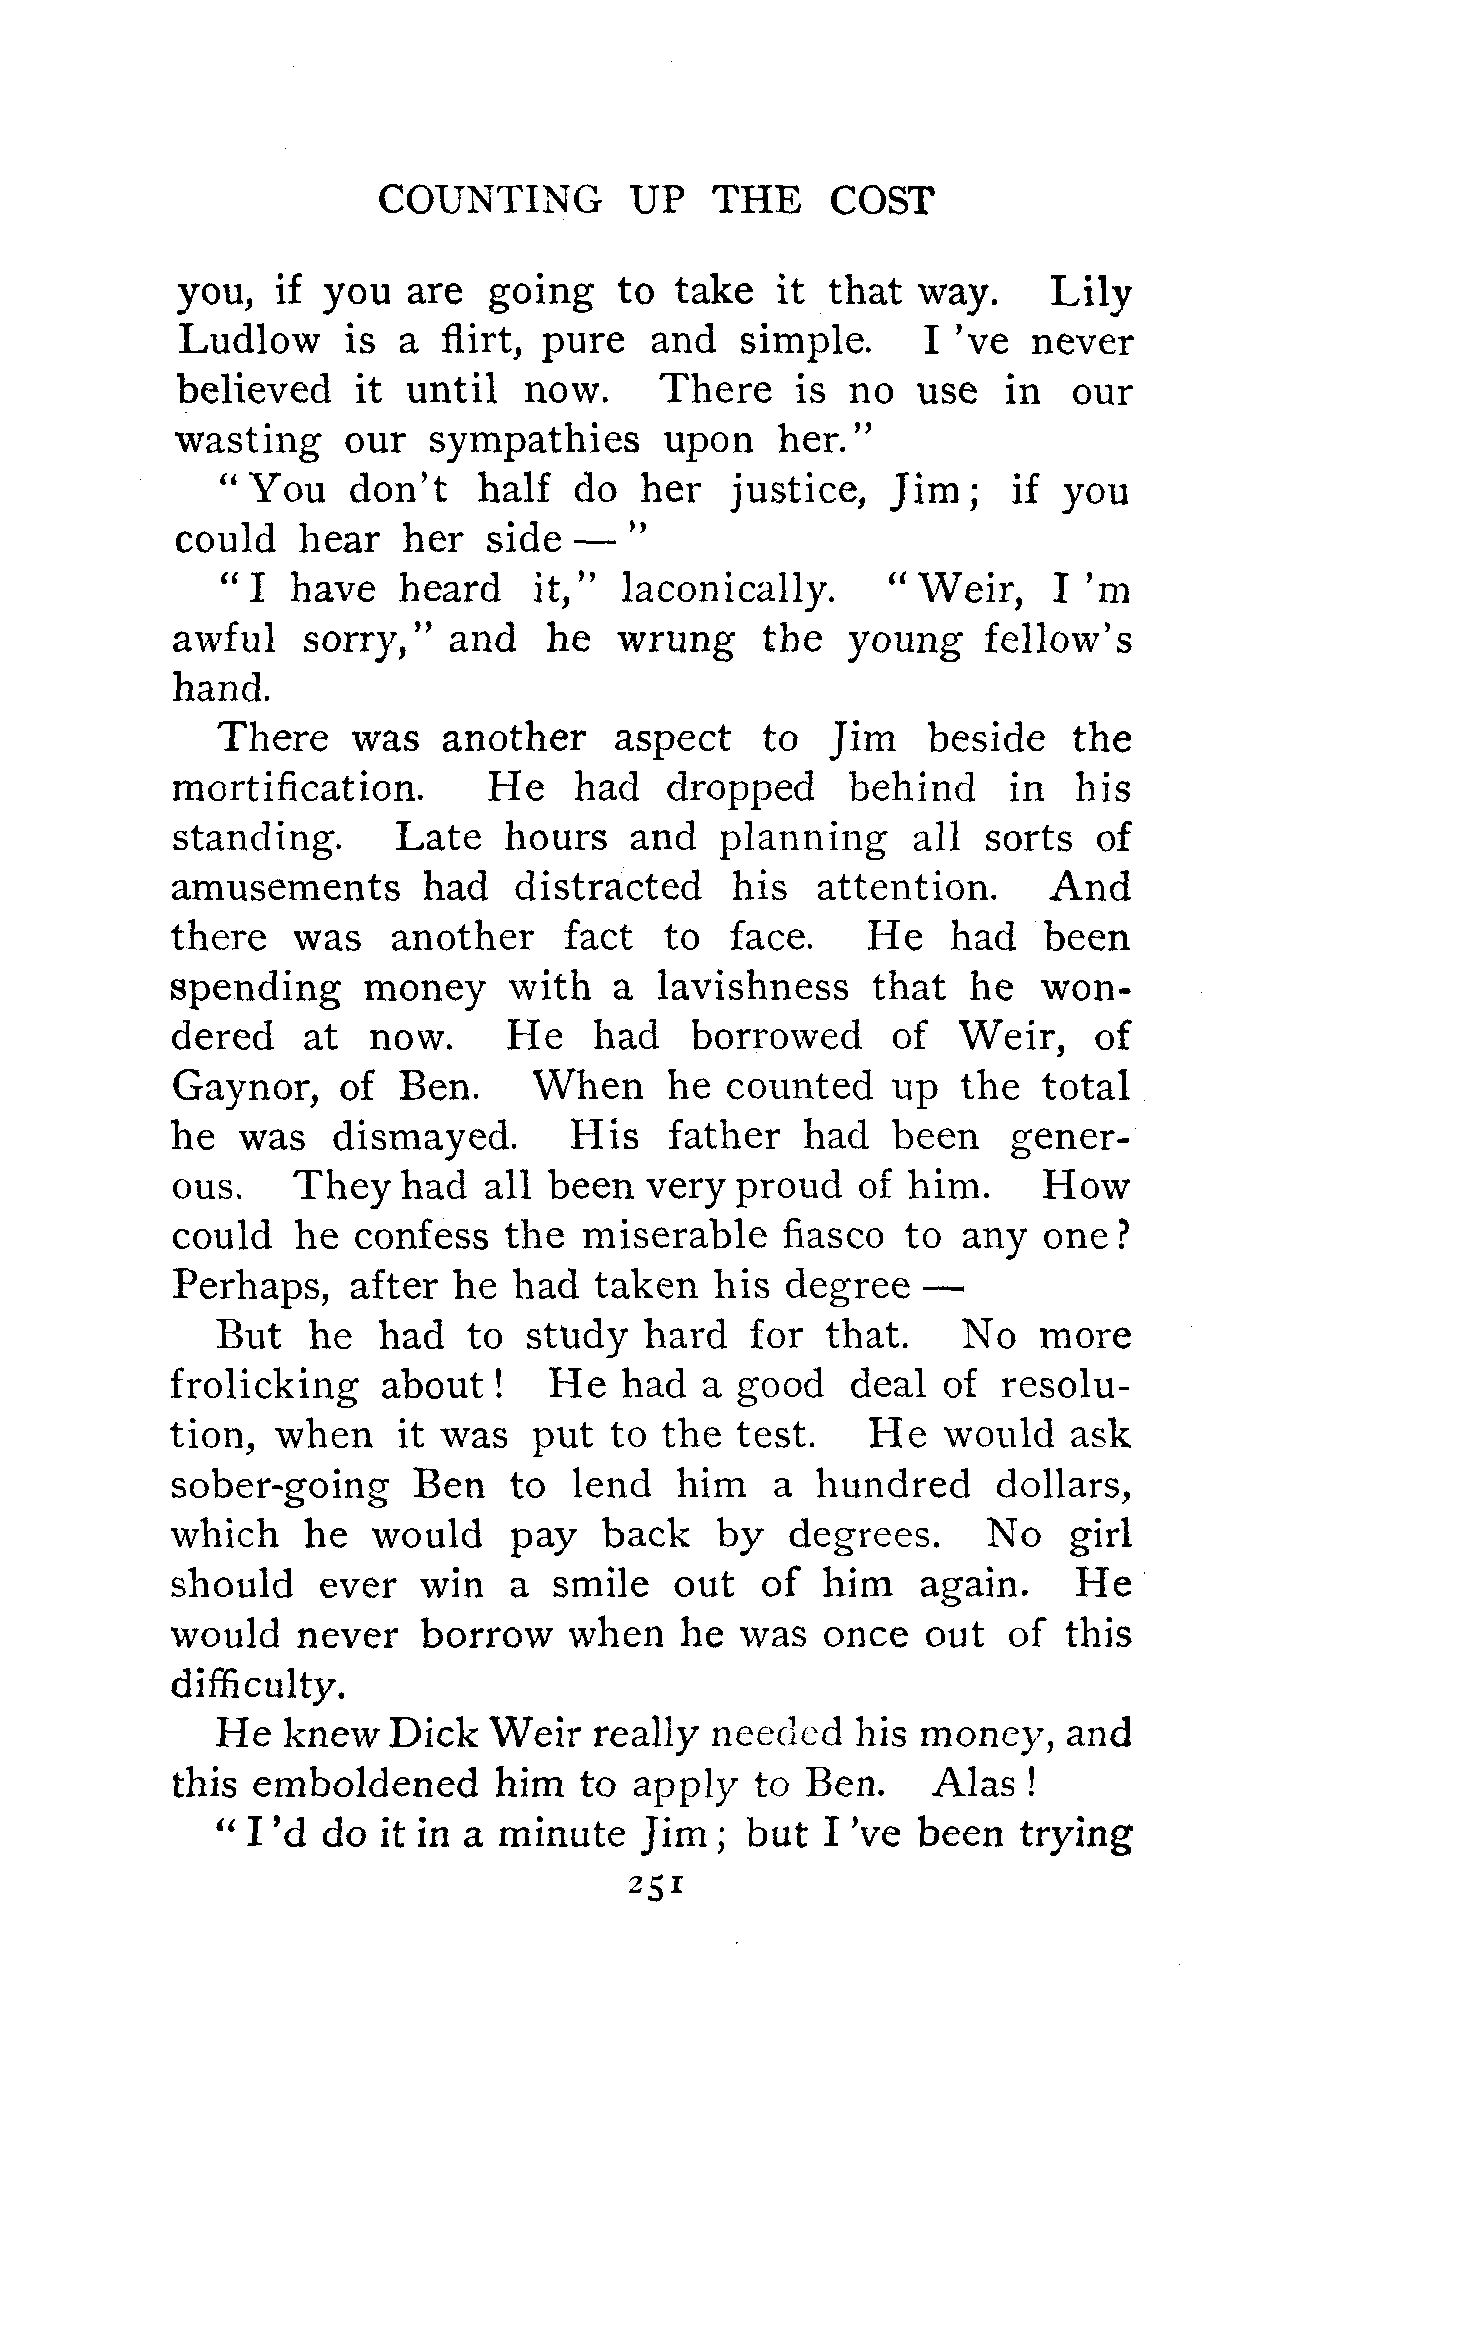 COUNTING UP THE COST
you, if you are going to take it that way. Lily
Ludlow is a flirt, pure and simple. I 've never
believed it until now. There is no use in our
wasting our sympathies upon her."
"You don't half do her justice, Jim; if you
could hear her side — "
"I have heard it," laconically. "Weir, I 'm
awful sorry," and he wrung the young fellow's
hand.
There was another aspect to Jim beside the
mortification. He had dropped behind in his
standing. Late hours and planning all sorts of
amusements had distracted his attention. And
there was another fact to face. He had been
spending money with a lavishness that he won-
dered at now. He had borrowed of Weir, of
Gaynor, of Ben. When he counted up the total
he was dismayed. His father had been gener-
ous. They had all been very proud of him. How
could he confess the miserable fiasco to any one?
Perhaps, after he had taken his degree —
But he had to study hard for that. No more
frolicking about! He had a good deal of resolu-
tion, when it was put to the test. He would ask
sober-going Ben to lend him a hundred dollars,
which he would pay back by degrees. No girl
should ever win a smile out of him again. He
would never borrow when he was once out of this
difficulty.
He knew Dick Weir really needed his money, and
this emboldened him to apply to Ben. Alas!
"I 'd do it in a minute Jim; but I 've been trying
251